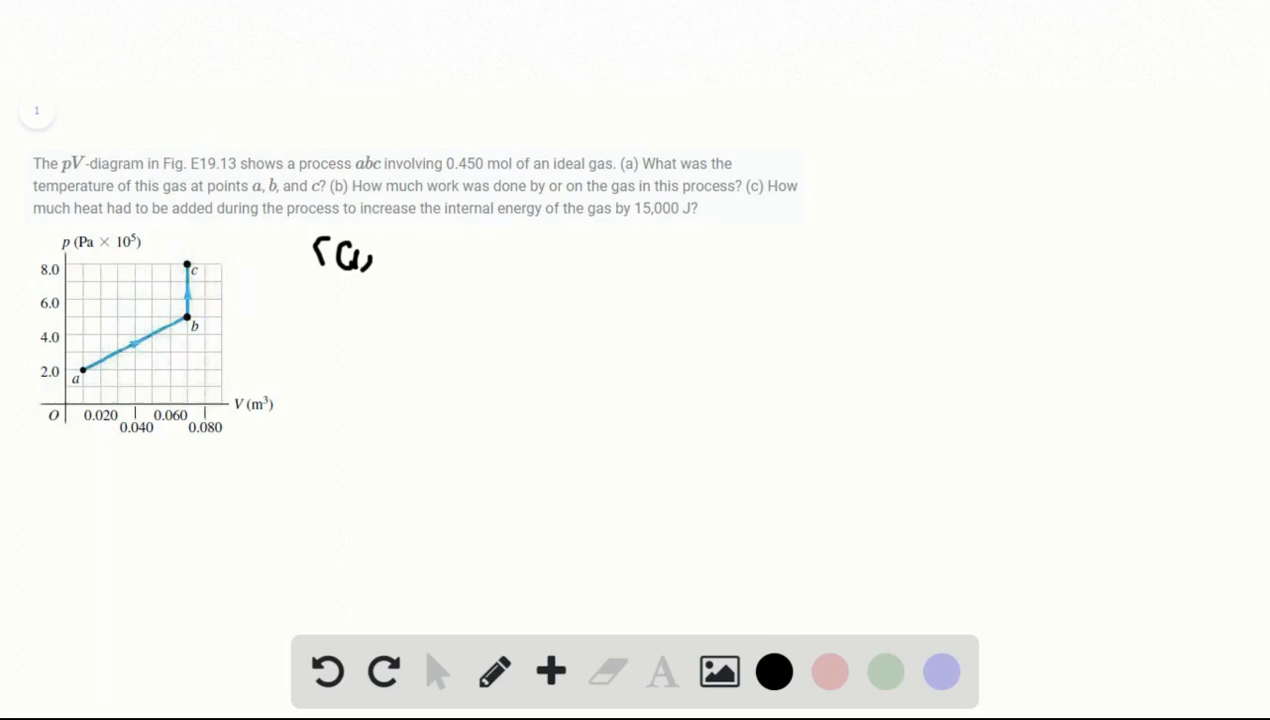 1
The pV-diagram in Fig. E19.13 shows a process abc involving 0.450 mol of an ideal gas. (a) What was the
temperature of this gas at points a, b, and c? (b) How much work was done by or on the gas in this process? (c) How
much heat had to be added during the process to increase the internal energy of the gas by 15,000 J?
p (Pa × 10⁵)
(a)
8.0
c
6.0
b
4.0
2.0
a
V (m³)
O 0.020 0.060
0.040 0.080
A